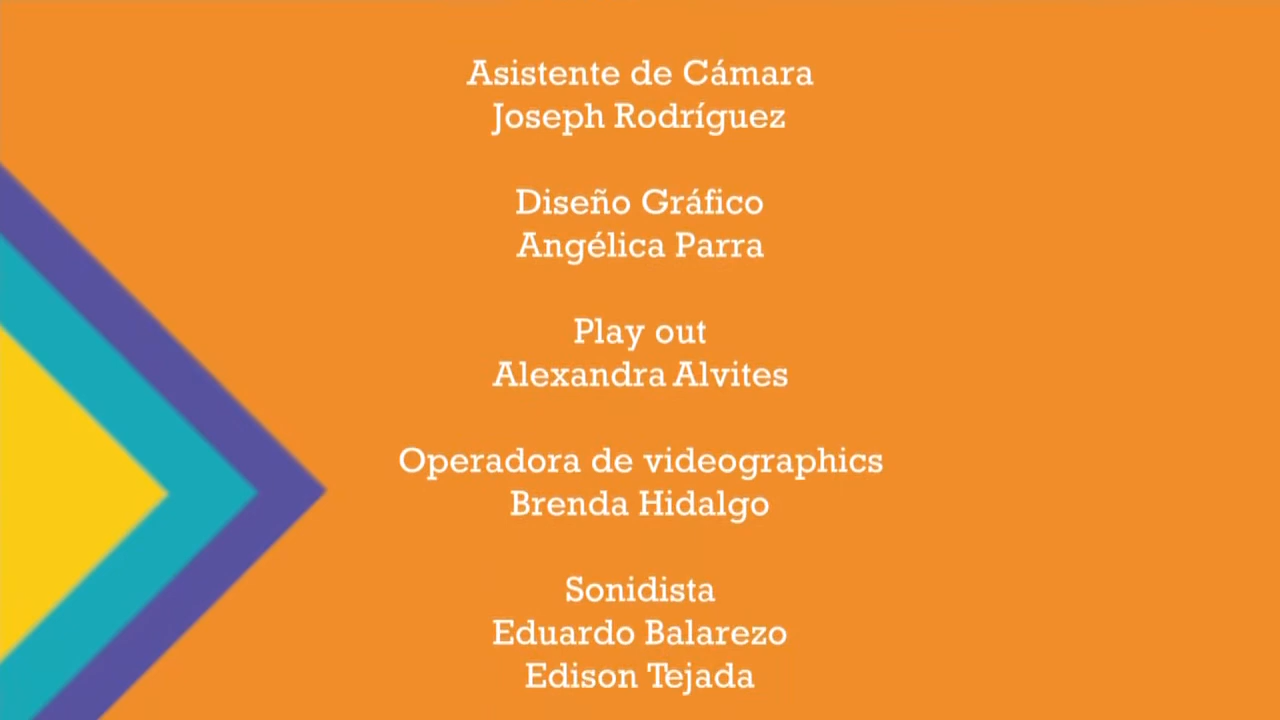 Asistente de Cámara
Joseph Rodríguez
Diseño Gráfico
Angélica Parra
Play out
Alexandra Alvites
Operadora de videographics
Brenda Hidalgo
Sonidista
Eduardo Balarezo
Edison Tejada